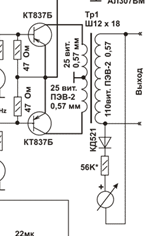 АЛ307БМ
КТ837Б
Тр1
Ш12 x 18
47 Ом
25 вит.
0,57 мм
25 вит.
ПЭВ-2
0,57 мм
110вит. ПЭВ-2 0,57
Выход
47 Ом
КД521
КТ837Б
56К*
Hz
22мк